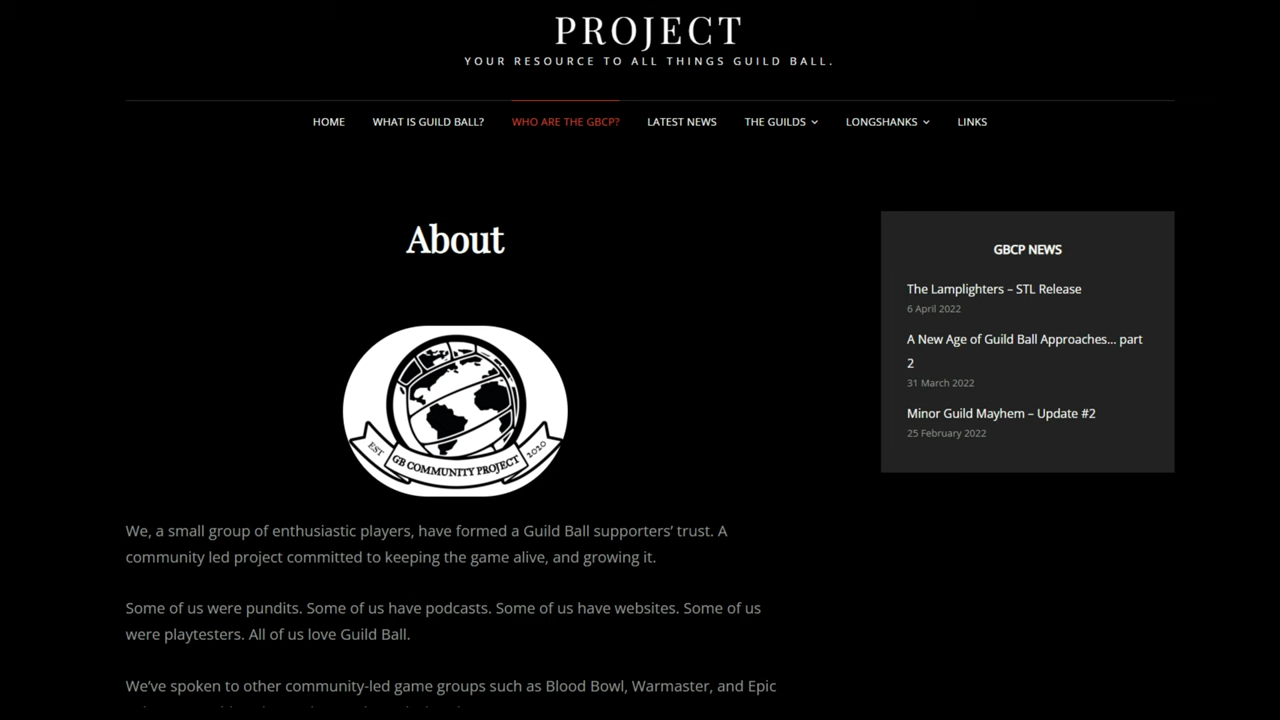 PROJECT
YOUR RESOURCE TO ALL THINGS GUILD BALL.
HOME WHAT IS GUILD BALL? WHO ARE THE GBCP? LATEST NEWS THE GUILDS LONGSHANKS LINKS
About
EST GB COMMUNITY PROJECT 2020
We, a small group of enthusiastic players, have formed a Guild Ball supporters’ trust. A
community led project committed to keeping the game alive, and growing it.
Some of us were pundits. Some of us have podcasts. Some of us have websites. Some of us
were playtesters. All of us love Guild Ball.
We’ve spoken to other community-led game groups such as Blood Bowl, Warmaster, and Epic
GBCP NEWS
The Lamplighters – STL Release
6 April 2022
A New Age of Guild Ball Approaches… part
2
31 March 2022
Minor Guild Mayhem – Update #2
25 February 2022